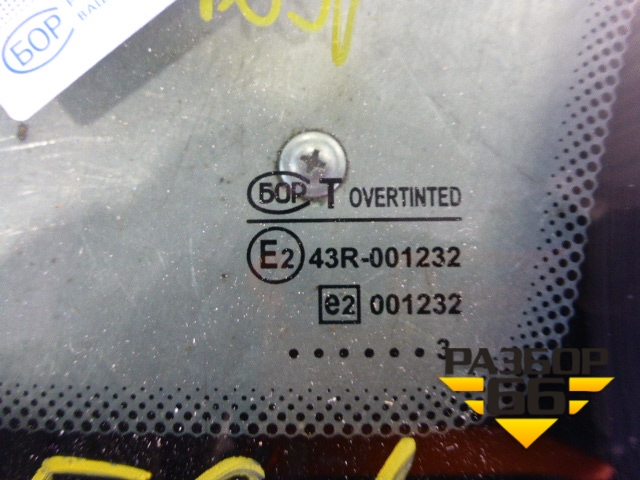 БОР
БОР T OVERTINTED
E2 43R-001232
e2 001232
. . . . . . 3
РАЗБОР
66